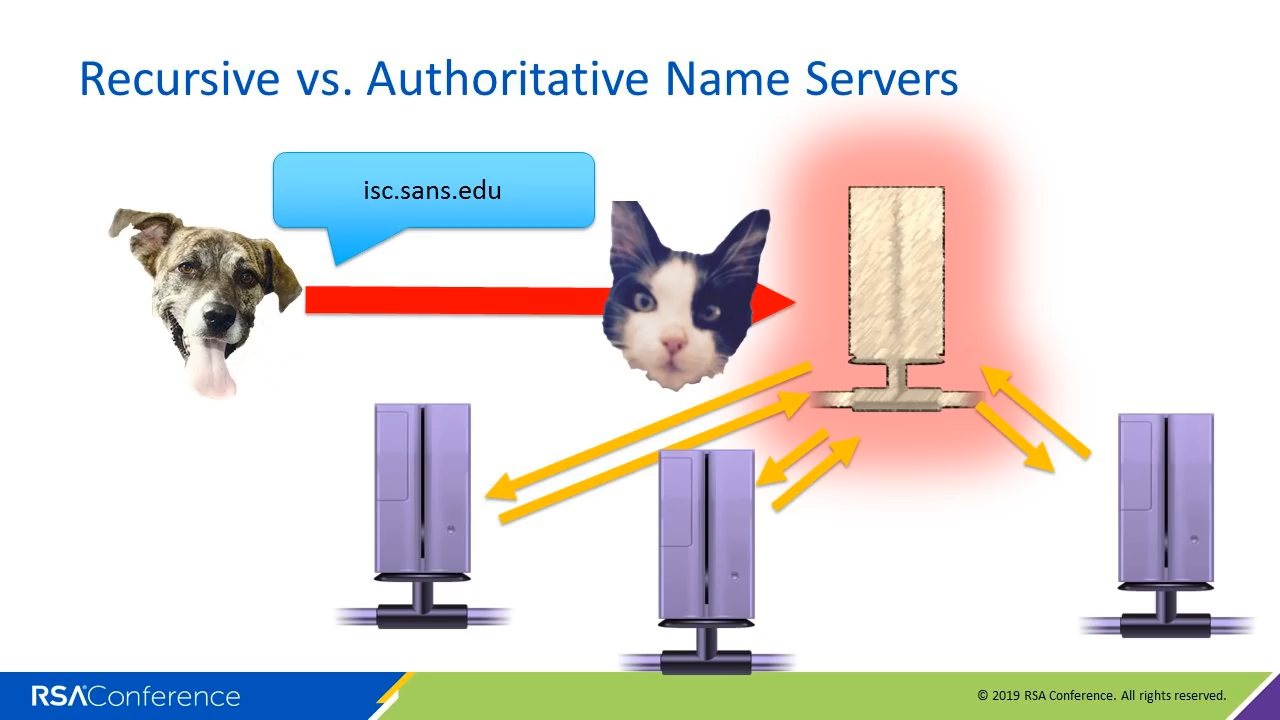 Recursive vs. Authoritative Name Servers
isc.sans.edu
RSAConference
© 2019 RSA Conference. All rights reserved.